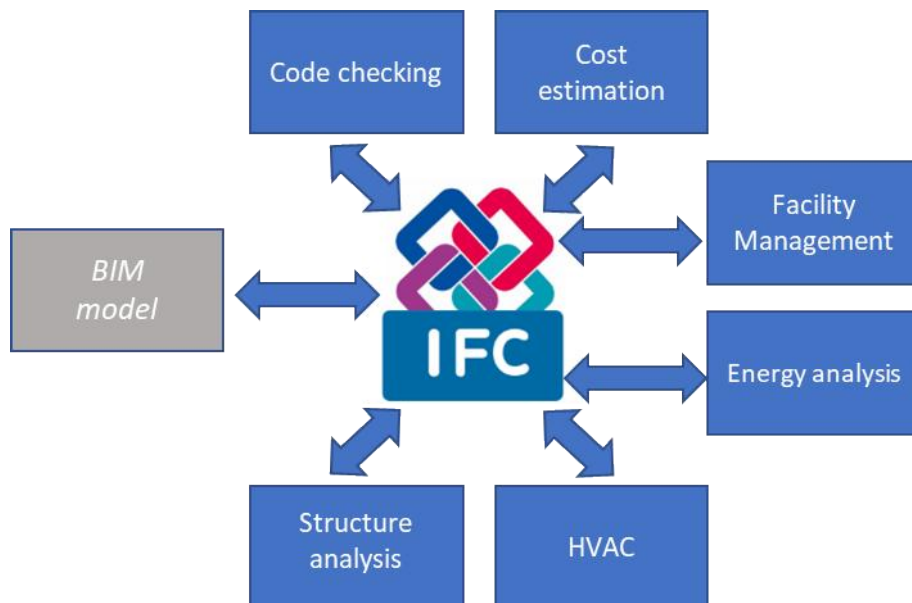 Code checking
Cost
estimation
Facility
Management
BIM
model
IFC
Energy analysis
Structure
analysis
HVAC